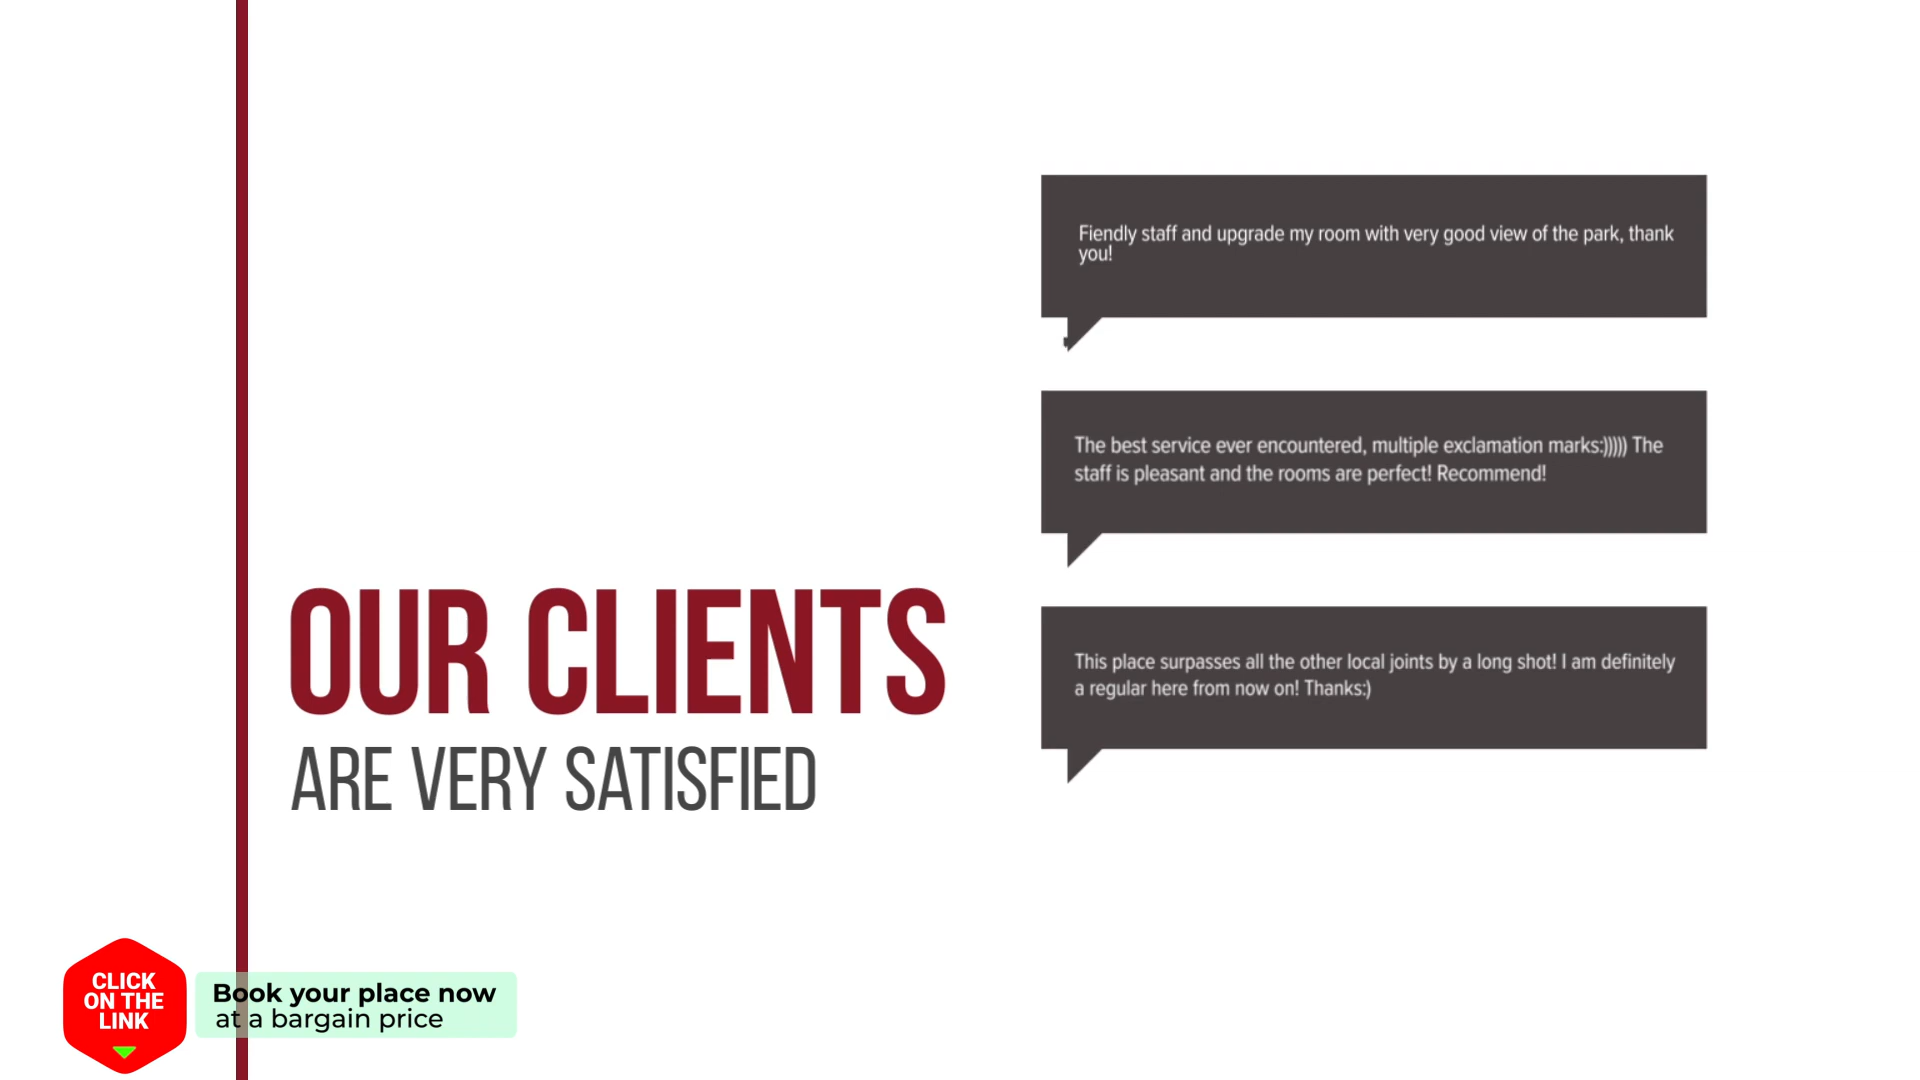 Fiendly staff and upgrade my room with very good view of the park, thank
you!
The best service ever encountered, multiple exclamation marks:))))) The
staff is pleasant and the rooms are perfect! Recommend!
This place surpasses all the other local joints by a long shot! I am definitely
a regular here from now on! Thanks:)
OUR CLIENTS
ARE VERY SATISFIED
CLICK
ON THE
LINK
Book your place now
at a bargain price